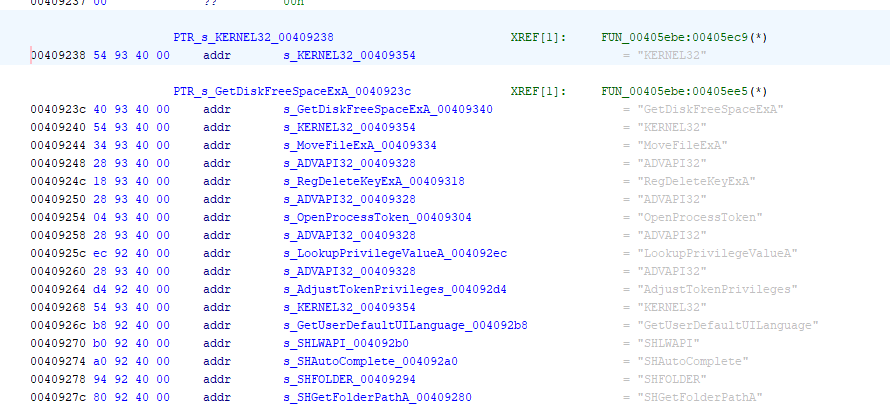 00409237 00 ?? 00h
PTR_s_KERNEL32_00409238 XREF[1]: FUN_00405ebe:00405ec9(*)
00409238 54 93 40 00 addr s_KERNEL32_00409354 = "KERNEL32"
PTR_s_GetDiskFreeSpaceExA_0040923c XREF[1]: FUN_00405ebe:00405ee5(*)
0040923c 40 93 40 00 addr s_GetDiskFreeSpaceExA_00409340 = "GetDiskFreeSpaceExA"
00409240 54 93 40 00 addr s_KERNEL32_00409354 = "KERNEL32"
00409244 34 93 40 00 addr s_MoveFileExA_00409334 = "MoveFileExA"
00409248 28 93 40 00 addr s_ADVAPI32_00409328 = "ADVAPI32"
0040924c 18 93 40 00 addr s_RegDeleteKeyExA_00409318 = "RegDeleteKeyExA"
00409250 28 93 40 00 addr s_ADVAPI32_00409328 = "ADVAPI32"
00409254 04 93 40 00 addr s_OpenProcessToken_00409304 = "OpenProcessToken"
00409258 28 93 40 00 addr s_ADVAPI32_00409328 = "ADVAPI32"
0040925c ec 92 40 00 addr s_LookupPrivilegeValueA_004092ec = "LookupPrivilegeValueA"
00409260 28 93 40 00 addr s_ADVAPI32_00409328 = "ADVAPI32"
00409264 d4 92 40 00 addr s_AdjustTokenPrivileges_004092d4 = "AdjustTokenPrivileges"
00409268 54 93 40 00 addr s_KERNEL32_00409354 = "KERNEL32"
0040926c b8 92 40 00 addr s_GetUserDefaultUILanguage_004092b8 = "GetUserDefaultUILanguage"
00409270 b0 92 40 00 addr s_SHLWAPI_004092b0 = "SHLWAPI"
00409274 a0 92 40 00 addr s_SHAutoComplete_004092a0 = "SHAutoComplete"
00409278 94 92 40 00 addr s_SHFOLDER_00409294 = "SHFOLDER"
0040927c 80 92 40 00 addr s_SHGetFolderPathA_00409280 = "SHGetFolderPathA"